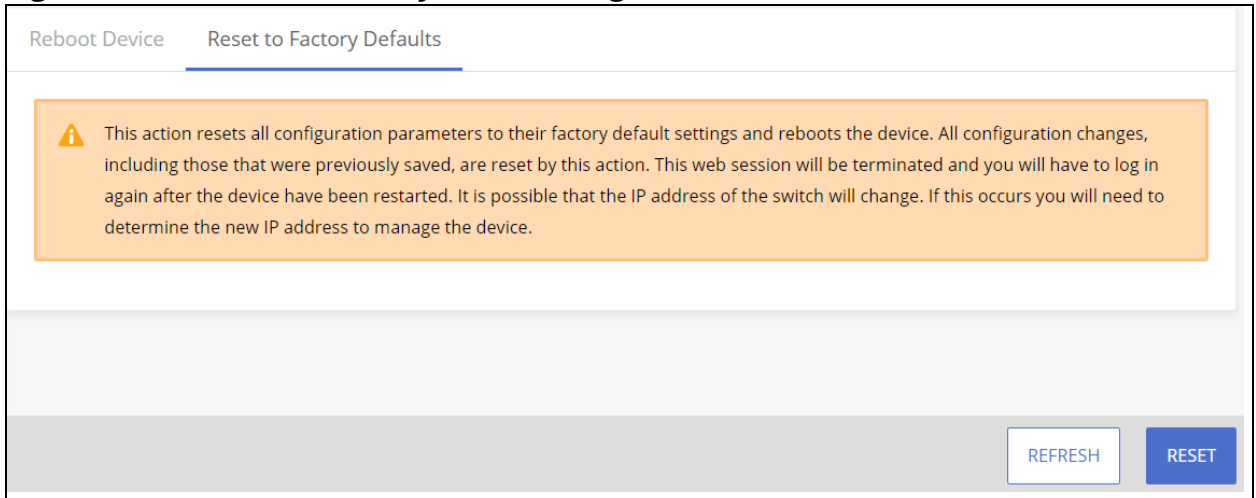 Reboot Device Reset to Factory Defaults
This action resets all configuration parameters to their factory default settings and reboots the device. All configuration changes,
including those that were previously saved, are reset by this action. This web session will be terminated and you will have to log in
again after the device have been restarted. It is possible that the IP address of the switch will change. If this occurs you will need to
determine the new IP address to manage the device.
REFRESH RESET